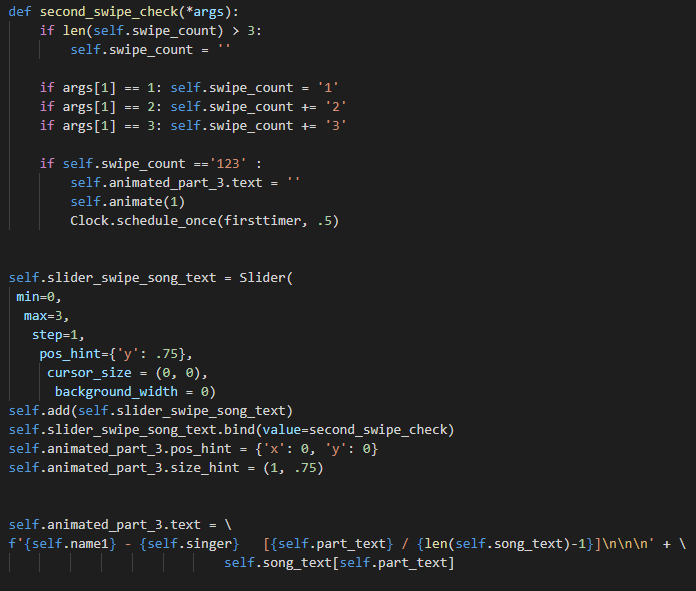 def second_swipe_check(*args):
    if len(self.swipe_count) > 3:
        self.swipe_count = ''

    if args[1] == 1: self.swipe_count = '1'
    if args[1] == 2: self.swipe_count += '2'
    if args[1] == 3: self.swipe_count += '3'

    if self.swipe_count =='123' :
        self.animated_part_3.text = ''
        self.animate(1)
        Clock.schedule_once(firsttimer, .5)


self.slider_swipe_song_text = Slider(
 min=0,
  max=3,
   step=1,
    pos_hint={'y': .75},
     cursor_size = (0, 0),
      background_width = 0)
self.add(self.slider_swipe_song_text)
self.slider_swipe_song_text.bind(value=second_swipe_check)
self.animated_part_3.pos_hint = {'x': 0, 'y': 0}
self.animated_part_3.size_hint = (1, .75)


self.animated_part_3.text = \
f'{self.name1} - {self.singer}   [{self.part_text} / {len(self.song_text)-1}]\n\n\n' + \
                            self.song_text[self.part_text]